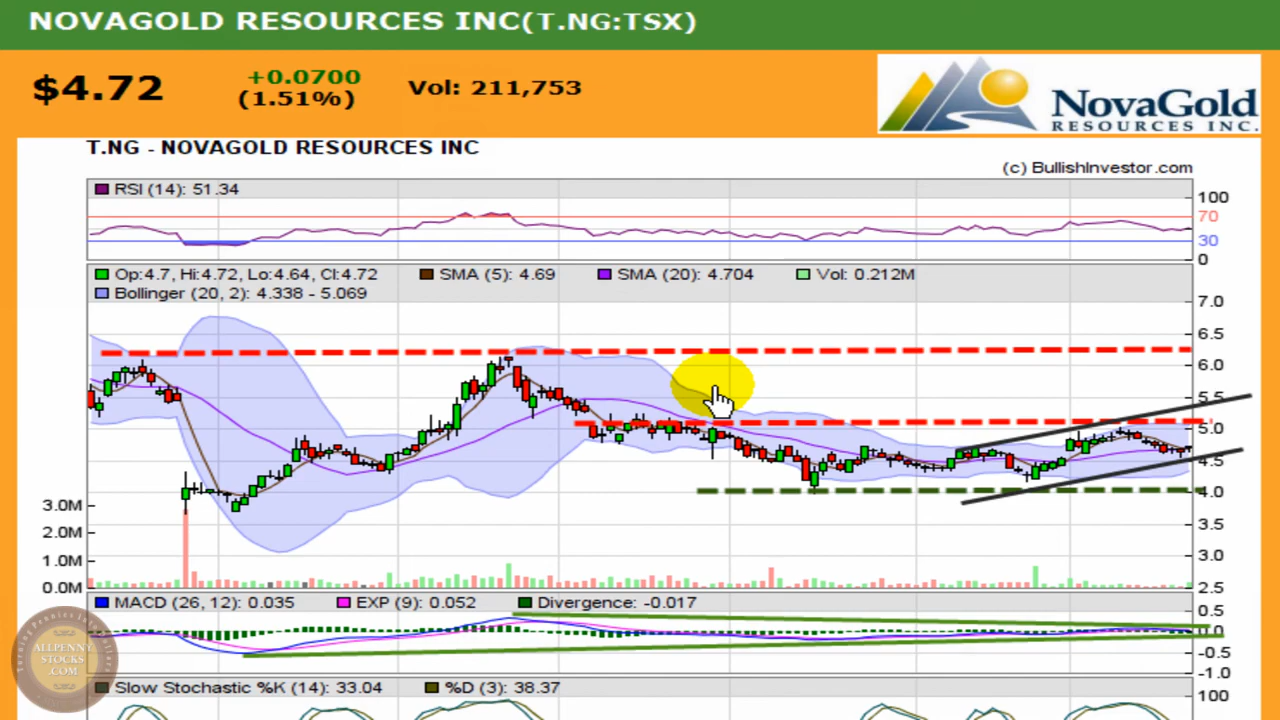 NOVAGOLD RESOURCES INC(T.NG:TSX)
$4.72
+0.0700
(1.51%)
Vol: 211,753
NovaGold
RESOURCES INC.
T.NG - NOVAGOLD RESOURCES INC
(c) BullishInvestor.com
RSI (14): 51.34
100
70
30
0
Op:4.7, Hi:4.72, Lo:4.64, Cl:4.72 SMA (5): 4.69 SMA (20): 4.704 Vol: 0.212M
Bollinger (20, 2): 4.338 - 5.069
7.0
6.5
6.0
5.5
5.0
4.5
4.0
3.5
3.0
2.5
3.0M
2.0M
1.0M
0.0M
MACD (26, 12): 0.035 EXP (9): 0.052 Divergence: -0.017
0.5
0.0
-0.5
-1.0
Turning Pennies Into
ALLPENNY
STOCKS
.COM
Slow Stochastic %K (14): 33.04 %D (3): 38.37
100